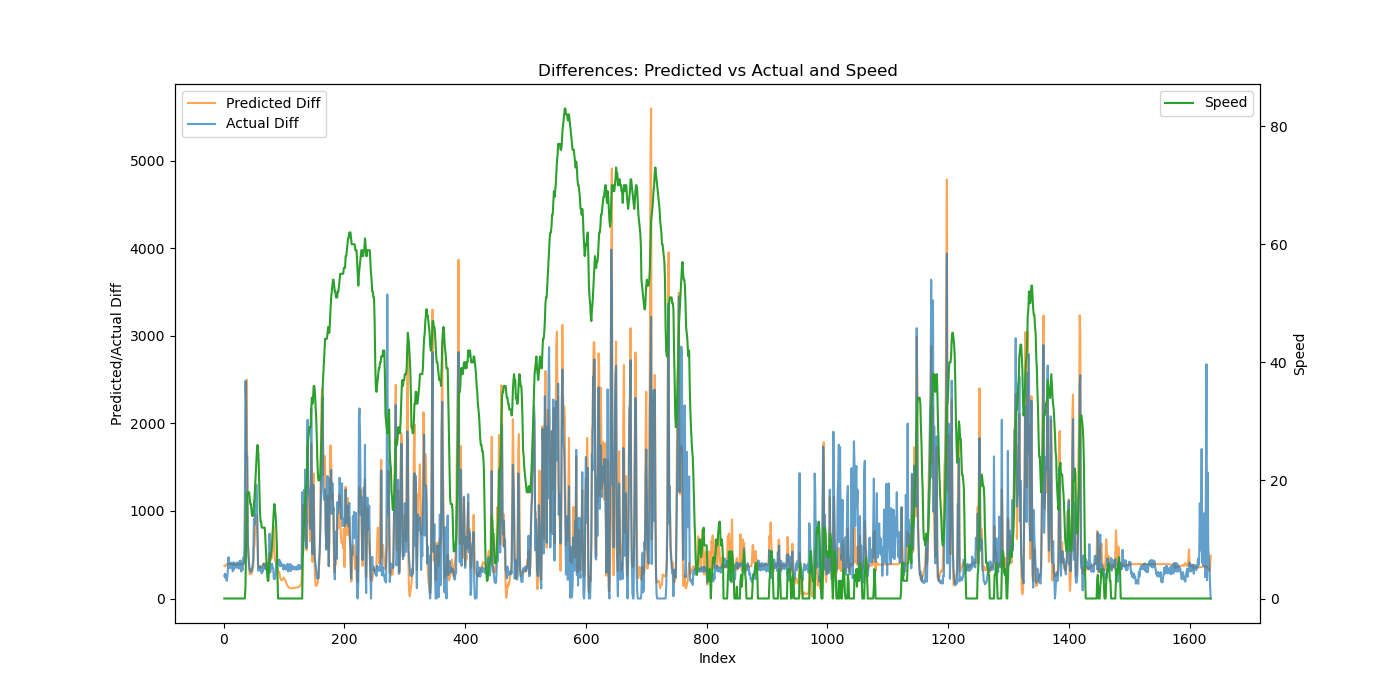 Differences: Predicted vs Actual and Speed
Predicted Diff
Actual Diff
Speed
5000
4000
3000
2000
1000
0
Predicted/Actual Diff
80
60
40
20
0
Speed
0 200 400 600 800 1000 1200 1400 1600
Index